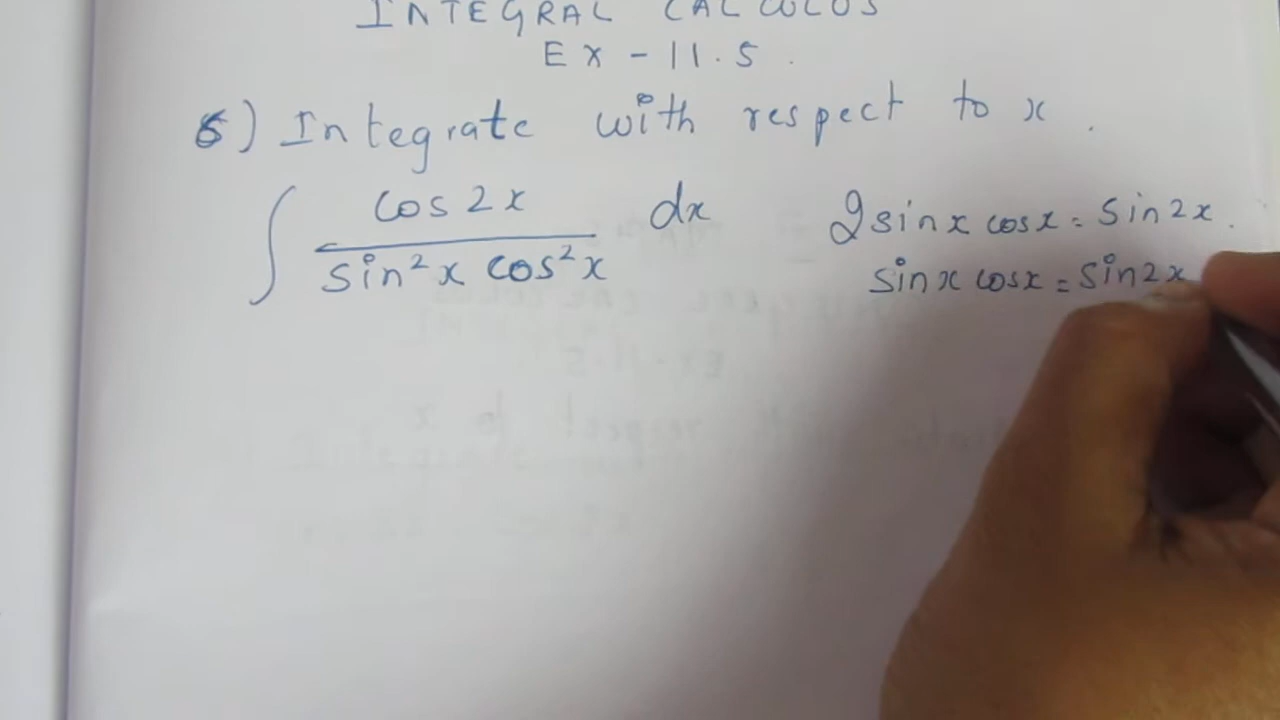 INTEGRAL CALCULUS
Ex - 11.5.
6) Integrate with respect to x.
∫ cos 2x / sin²x cos²x dx
2 sin x cos x = sin 2x.
sin x cos x = sin 2x